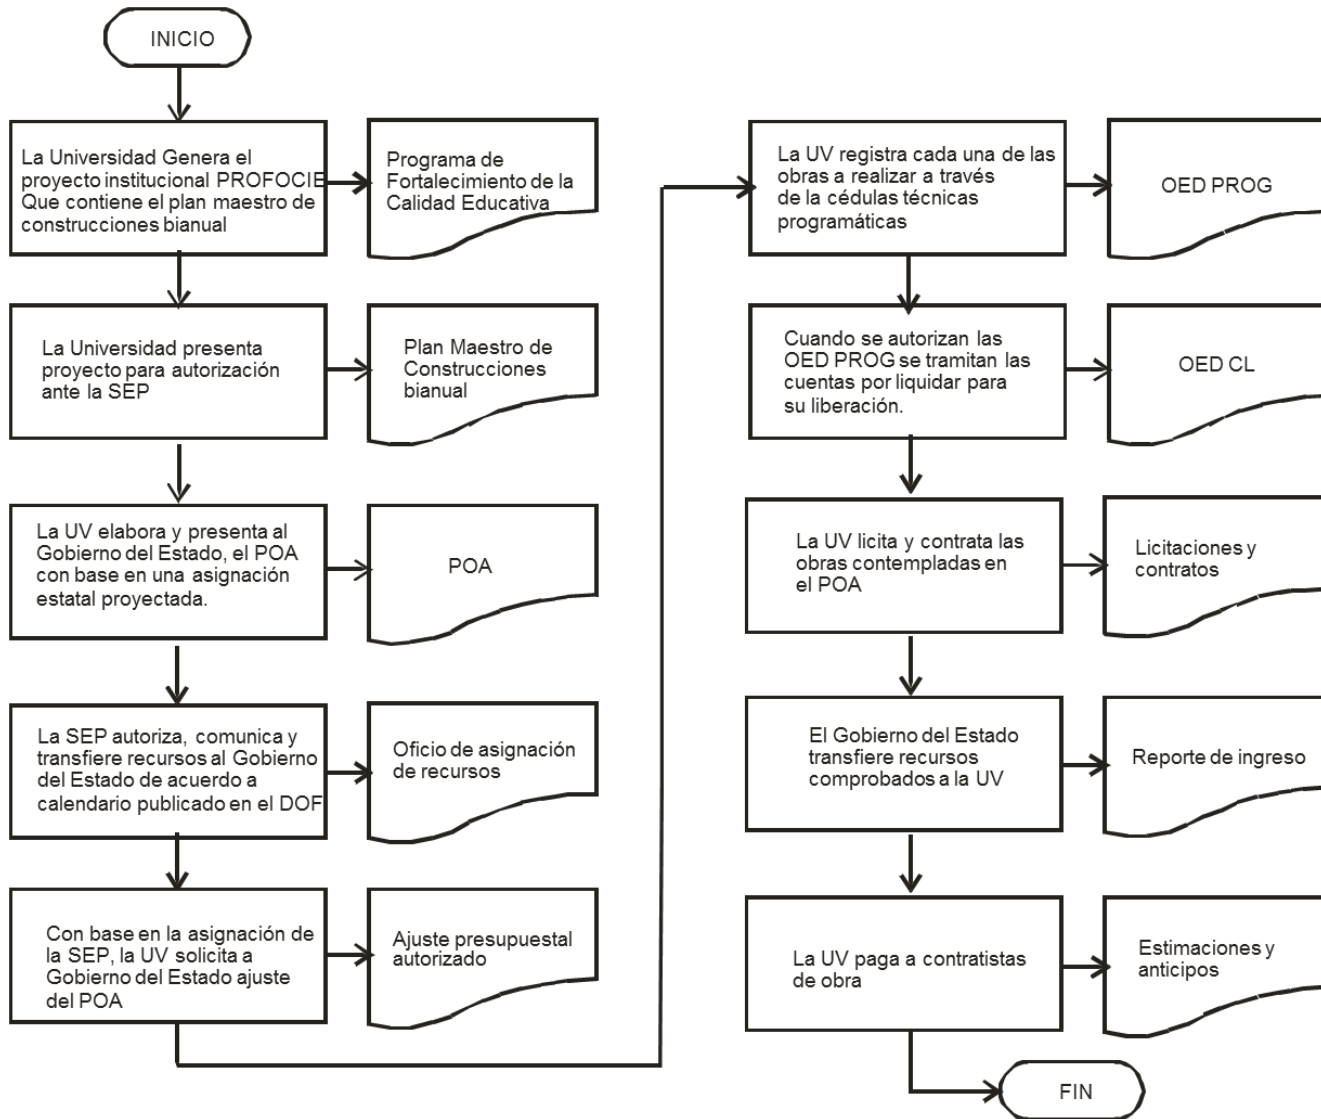 INICIO
La Universidad Genera el
proyecto institucional PROFOCIE
Que contiene el plan maestro de
construcciones bianual
Programa de
Fortalecimiento de la
Calidad Educativa
La Universidad presenta
proyecto para autorización
ante la SEP
Plan Maestro de
Construcciones
bianual
La UV elabora y presenta al
Gobierno del Estado, el POA
con base en una asignación
estatal proyectada.
POA
La SEP autoriza, comunica y
transfiere recursos al Gobierno
del Estado de acuerdo a
calendario publicado en el DOF
Oficio de asignación
de recursos
Con base en la asignación de
la SEP, la UV solicita a
Gobierno del Estado ajuste
del POA
Ajuste presupuestal
autorizado
La UV registra cada una de las
obras a realizar a través
de la cédulas técnicas
programáticas
OED PROG
Cuando se autorizan las
OED PROG se tramitan las
cuentas por liquidar para
su liberación.
OED CL
La UV licita y contrata las
obras contempladas en
el POA
Licitaciones y
contratos
El Gobierno del Estado
transfiere recursos
comprobados a la UV
Reporte de ingreso
La UV paga a contratistas
de obra
Estimaciones y
anticipos
FIN